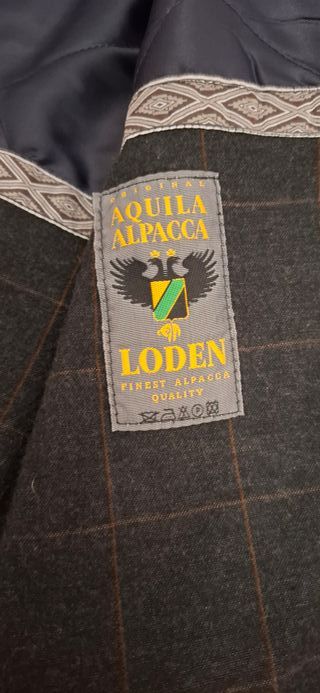 ORIGINAL
AQUILA
ALPACCA
LODEN
FINEST ALPACCA
QUALITY